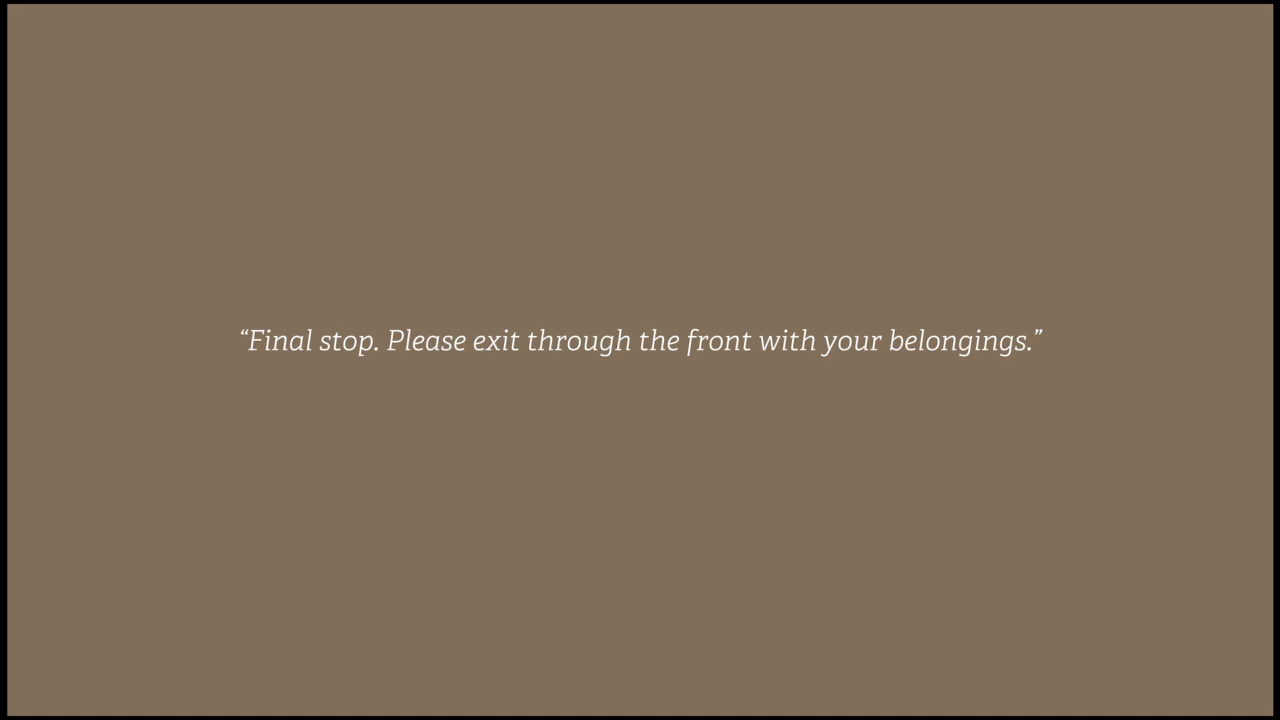 “Final stop. Please exit through the front with your belongings.”